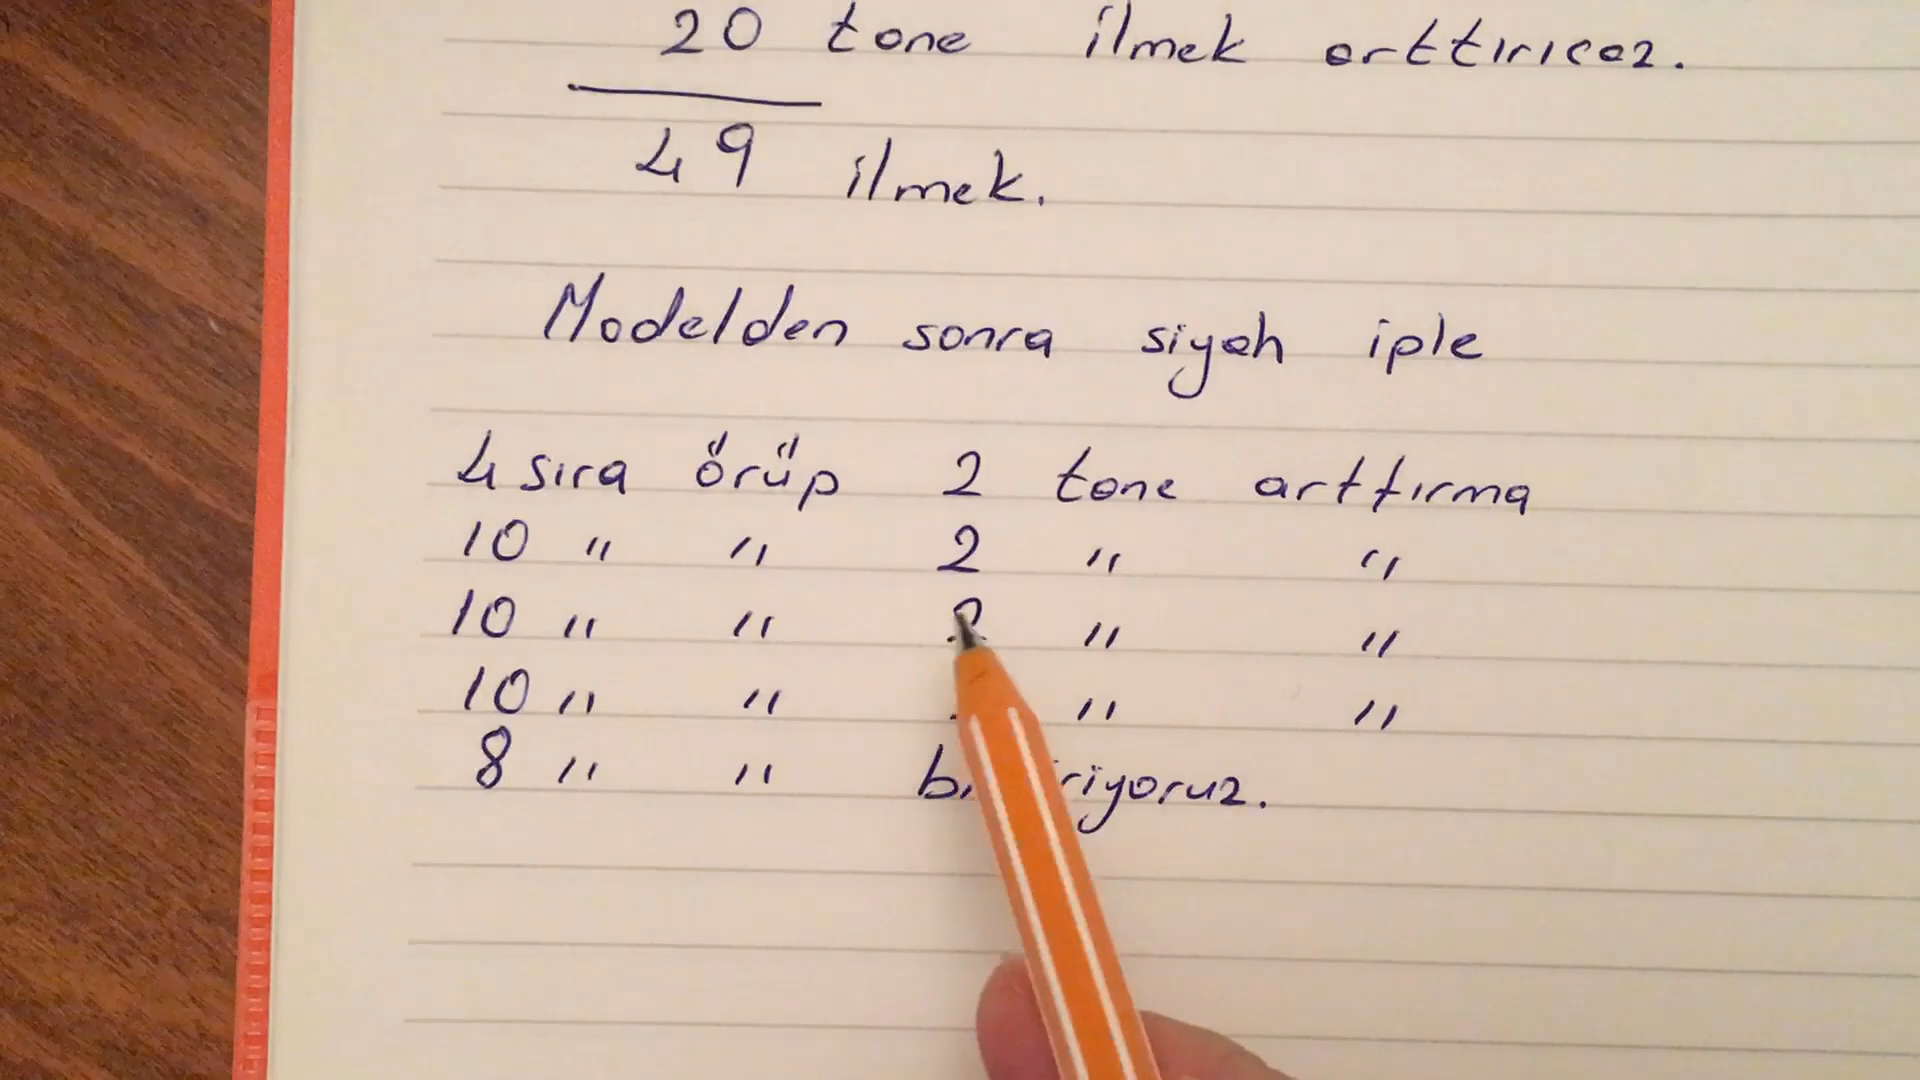 20 tane ilmek arttırıcaz.
49 ilmek.
Modelden sonra siyah iple
4 sıra örüp 2 tane arttırma
10 " " 2 " "
10 " " 2 " "
10 " " " "
8 " "